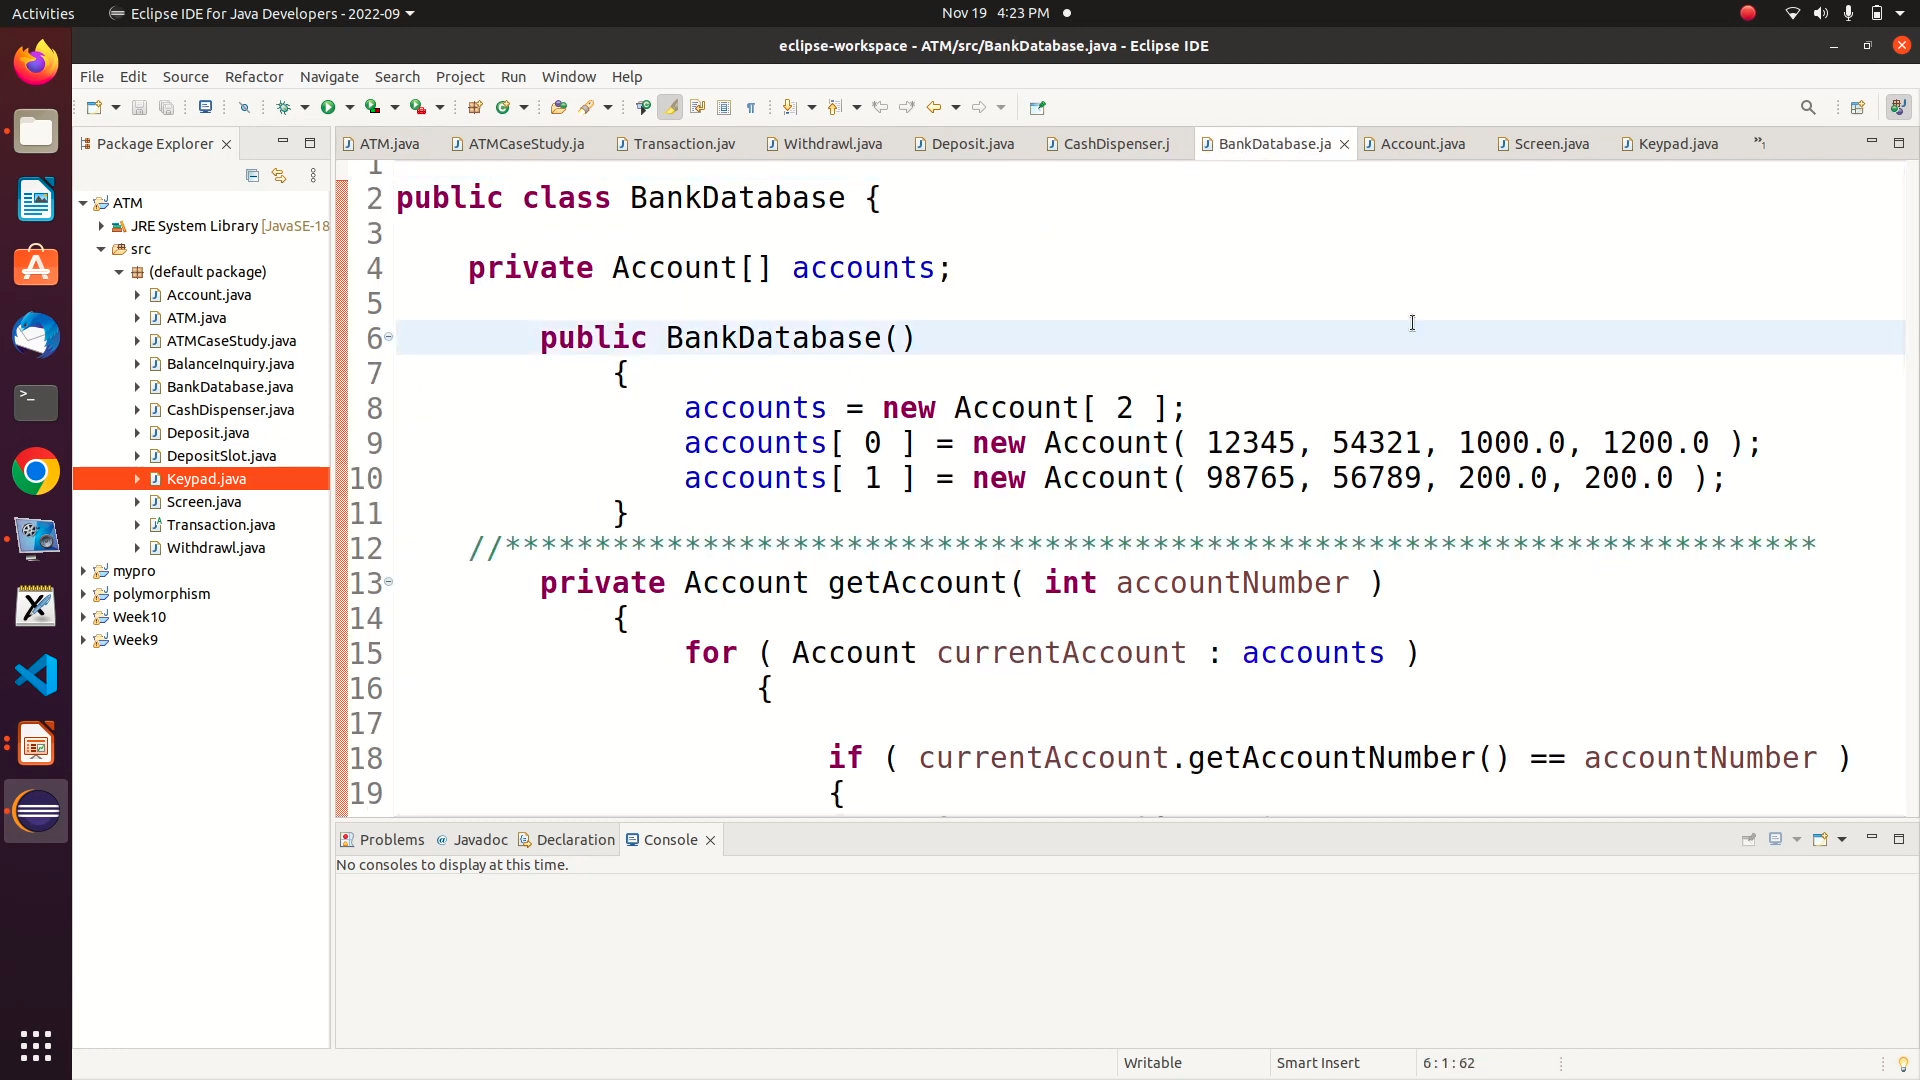 Activities Eclipse IDE for Java Developers - 2022-09 Nov 19 4:23 PM
eclipse-workspace - ATM/src/BankDatabase.java - Eclipse IDE
File Edit Source Refactor Navigate Search Project Run Window Help
Package Explorer
ATM
JRE System Library [JavaSE-18
src
(default package)
Account.java
ATM.java
ATMCaseStudy.java
BalanceInquiry.java
BankDatabase.java
CashDispenser.java
Deposit.java
DepositSlot.java
Keypad.java
Screen.java
Transaction.java
Withdrawl.java
mypro
polymorphism
Week10
Week9
ATM.java ATMCaseStudy.ja Transaction.jav Withdrawl.java Deposit.java CashDispenser.j BankDatabase.ja Account.java Screen.java Keypad.java »1
1
2 public class BankDatabase {
3
4 private Account[] accounts;
5
6 public BankDatabase()
7 {
8 accounts = new Account[ 2 ];
9 accounts[ 0 ] = new Account( 12345, 54321, 1000.0, 1200.0 );
10 accounts[ 1 ] = new Account( 98765, 56789, 200.0, 200.0 );
11 }
12 //*************************************************************************
13 private Account getAccount( int accountNumber )
14 {
15 for ( Account currentAccount : accounts )
16 {
17
18 if ( currentAccount.getAccountNumber() == accountNumber )
19 {
Problems Javadoc Declaration Console
No consoles to display at this time.
Writable Smart Insert 6 : 1 : 62